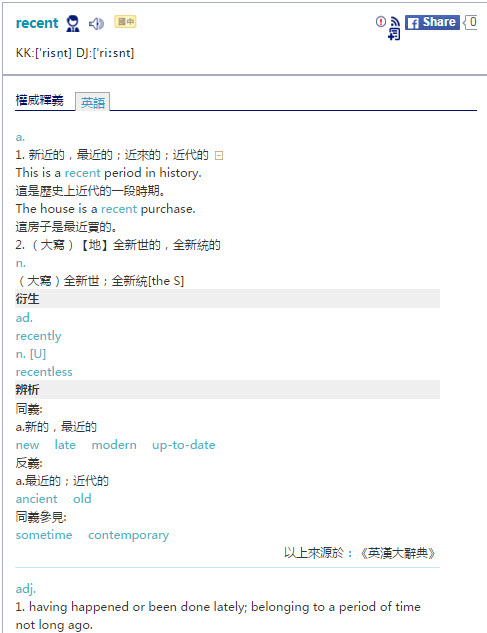 recent 國中 Share 0
KK:[ˋrisn̩t] DJ:[ˋri:snt]
權威釋義 英語
a.
1. 新近的，最近的；近來的；近代的
This is a recent period in history.
這是歷史上近代的一段時期。
The house is a recent purchase.
這房子是最近買的。
2. （大寫）【地】全新世的，全新統的
n.
（大寫）全新世；全新統[the S]
衍生
ad.
recently
n. [U]
recentless
辨析
同義:
a.新的，最近的
new late modern up-to-date
反義:
a.最近的；近代的
ancient old
同義參見:
sometime contemporary
以上來源於：《英漢大辭典》
adj.
1. having happened or been done lately; belonging to a period of time
not long ago.